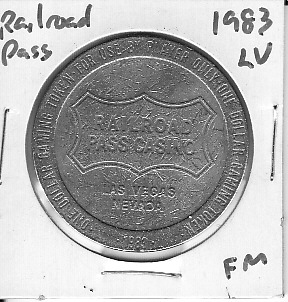 Railroad
Pass
1983
LV
ONE DOLLAR GAMING TOKEN FOR USE BY PLAYER ONLY ONE DOLLAR GAMING TOKEN
RAILROAD
PASS CASINO
LAS VEGAS
NEVADA
FM